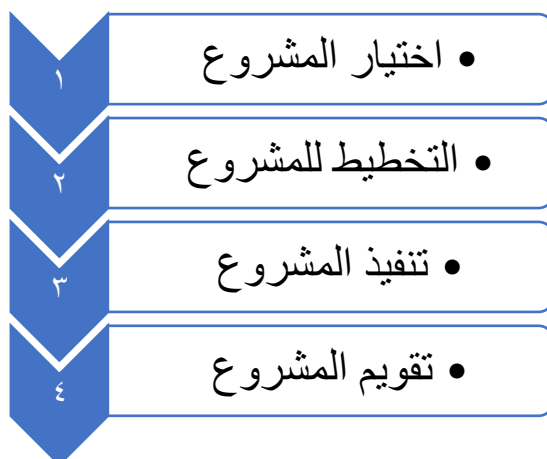 ١
• اختيار المشروع
٢
• التخطيط للمشروع
٣
• تنفيذ المشروع
٤
• تقويم المشروع